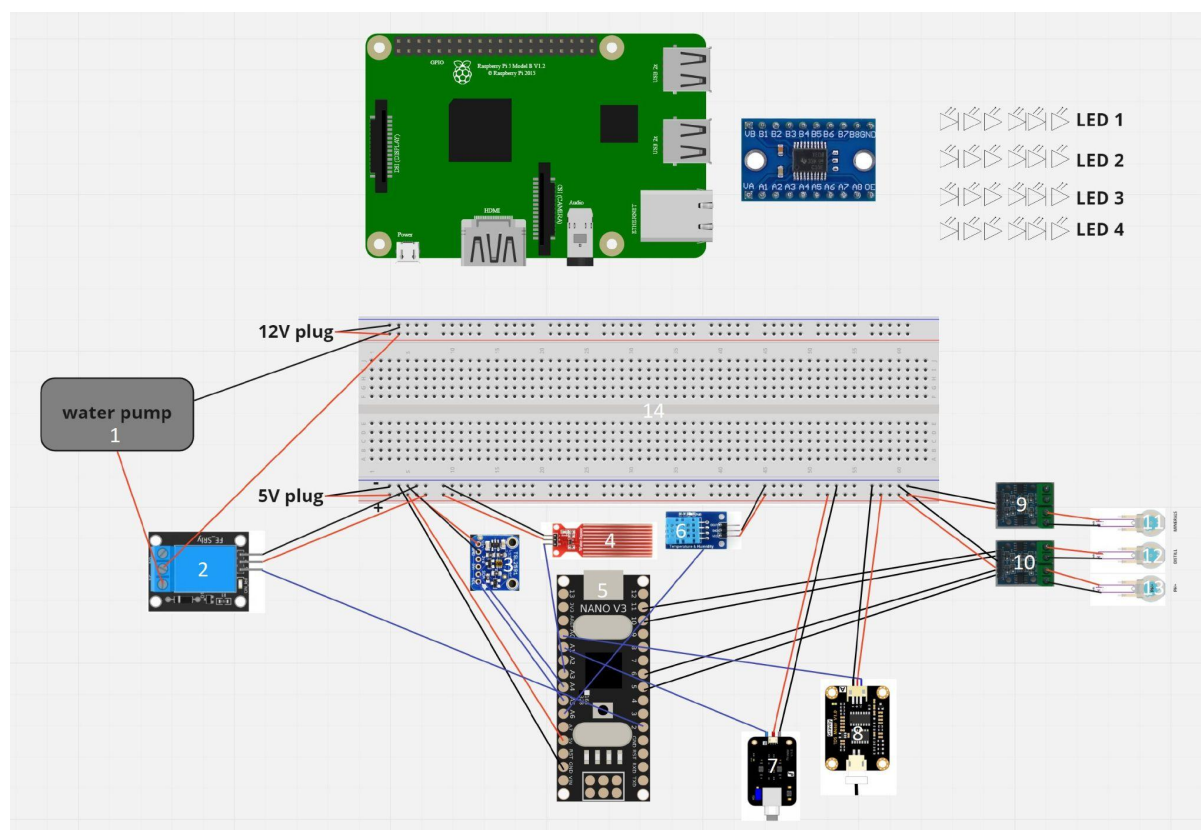 GPIO
Raspberry Pi 3 Model B V1.2
© Raspberry Pi 2015
USB 2x
USB 2x
ETHERNET
DSI (DISPLAY)
CSI (CAMERA)
Audio
HDMI
Power
VB B1 B2 B3 B4 B5 B6 B7 B8 GND
VA A1 A2 A3 A4 A5 A6 A7 A8 OE
LED 1
LED 2
LED 3
LED 4
12V plug
water pump
1
14
5V plug
-
+
2
3
4
5
NANO V3
6
Temperature & Humidity
7
8
9
10
11
12
13